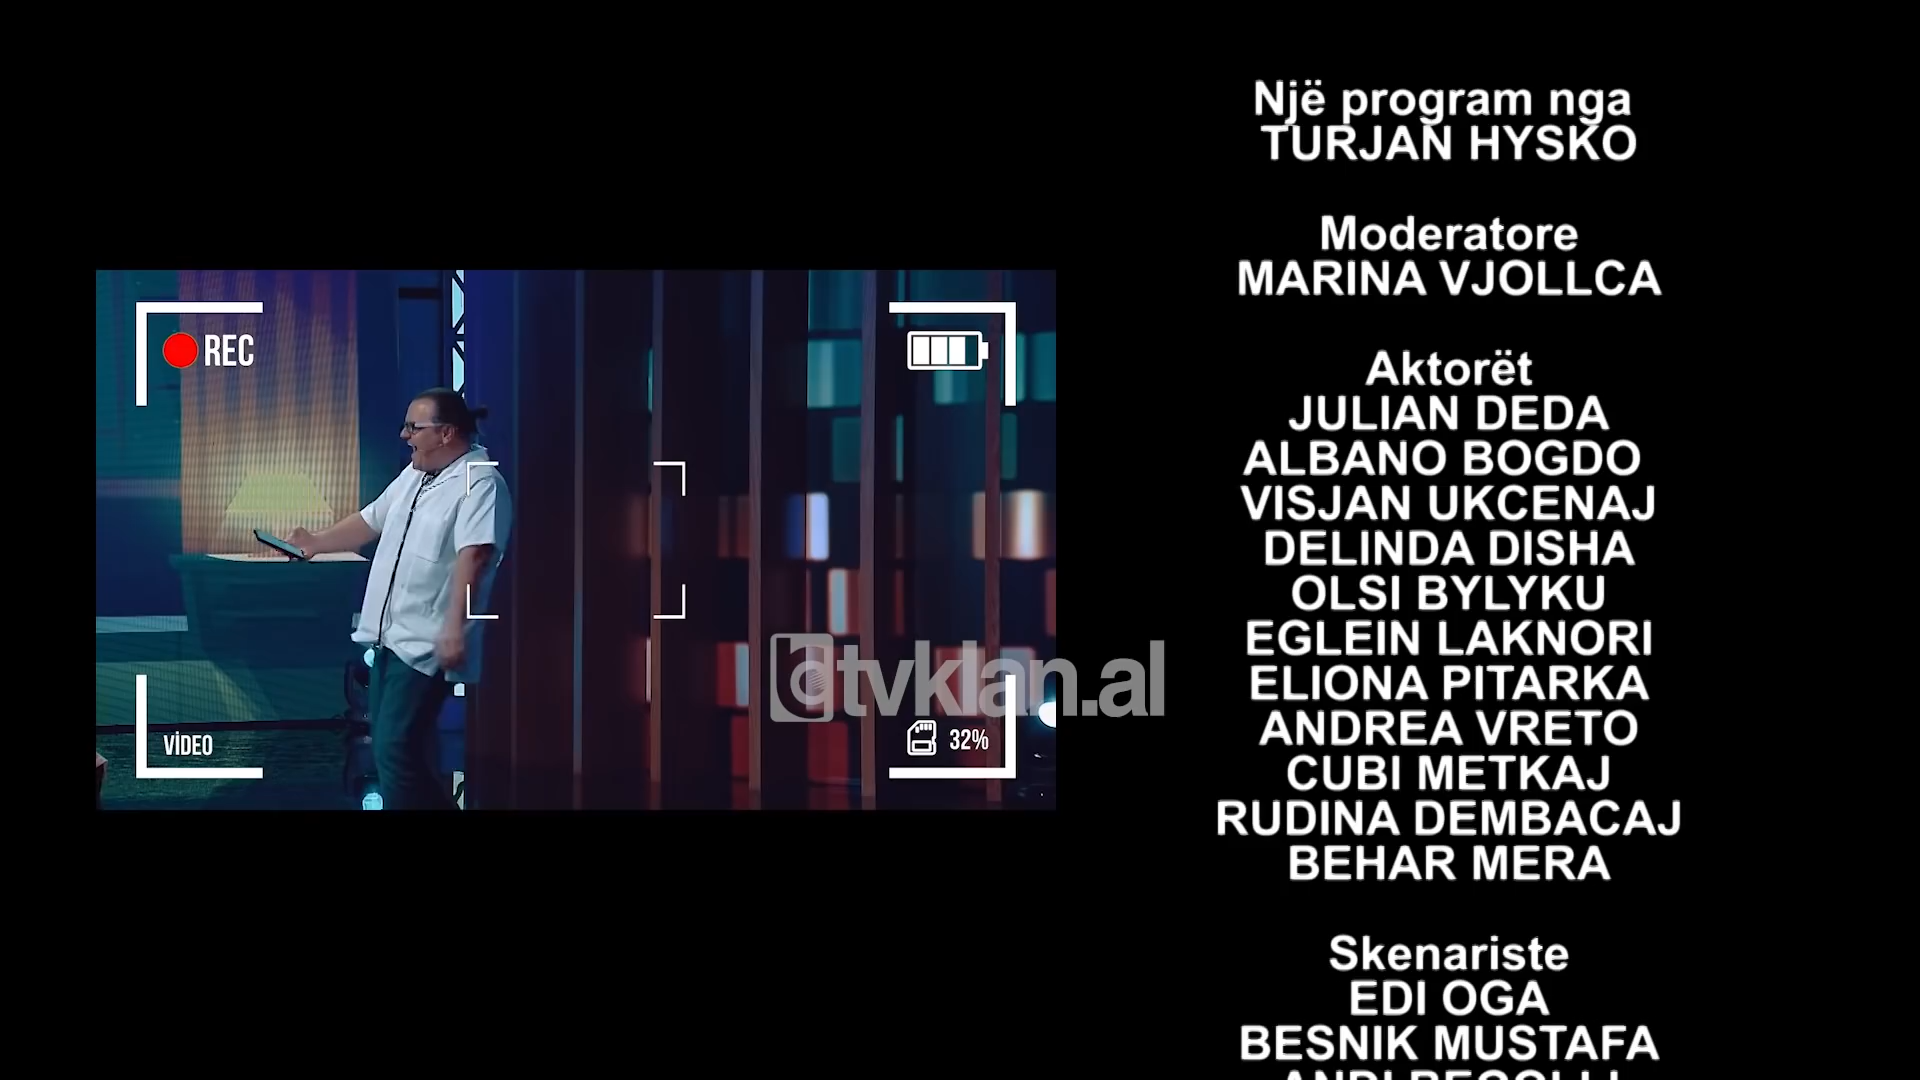 Një program nga
TURJAN HYSKO
Moderatore
MARINA VJOLLCA
Aktorët
JULIAN DEDA
ALBANO BOGDO
VISJAN UKCENAJ
DELINDA DISHA
OLSI BYLYKU
EGLEIN LAKNORI
ELIONA PITARKA
ANDREA VRETO
CUBI METKAJ
RUDINA DEMBACAJ
BEHAR MERA
Skenariste
EDI OGA
BESNIK MUSTAFA
REC
VİDEO
32%
tvklan.al